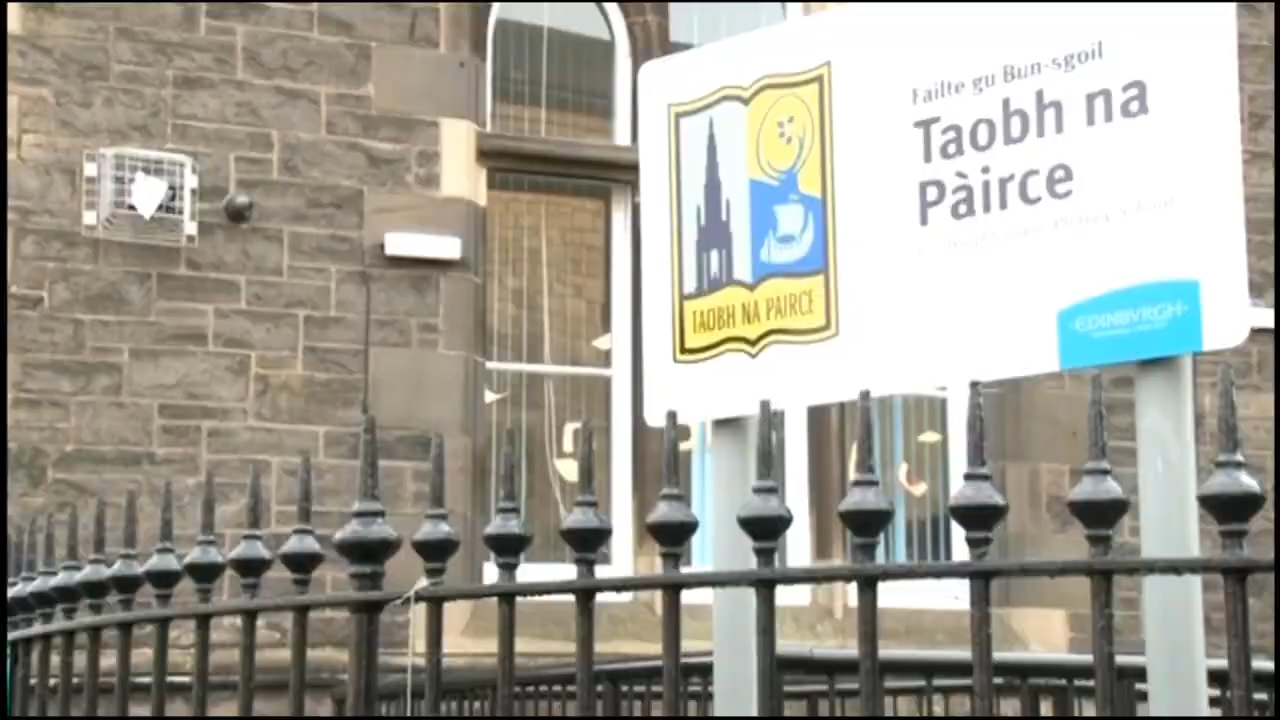 Failte gu Bun-sgoil
Taobh na
Pàirce
TAOBH NA PAIRCE
·EDINBVRGH·